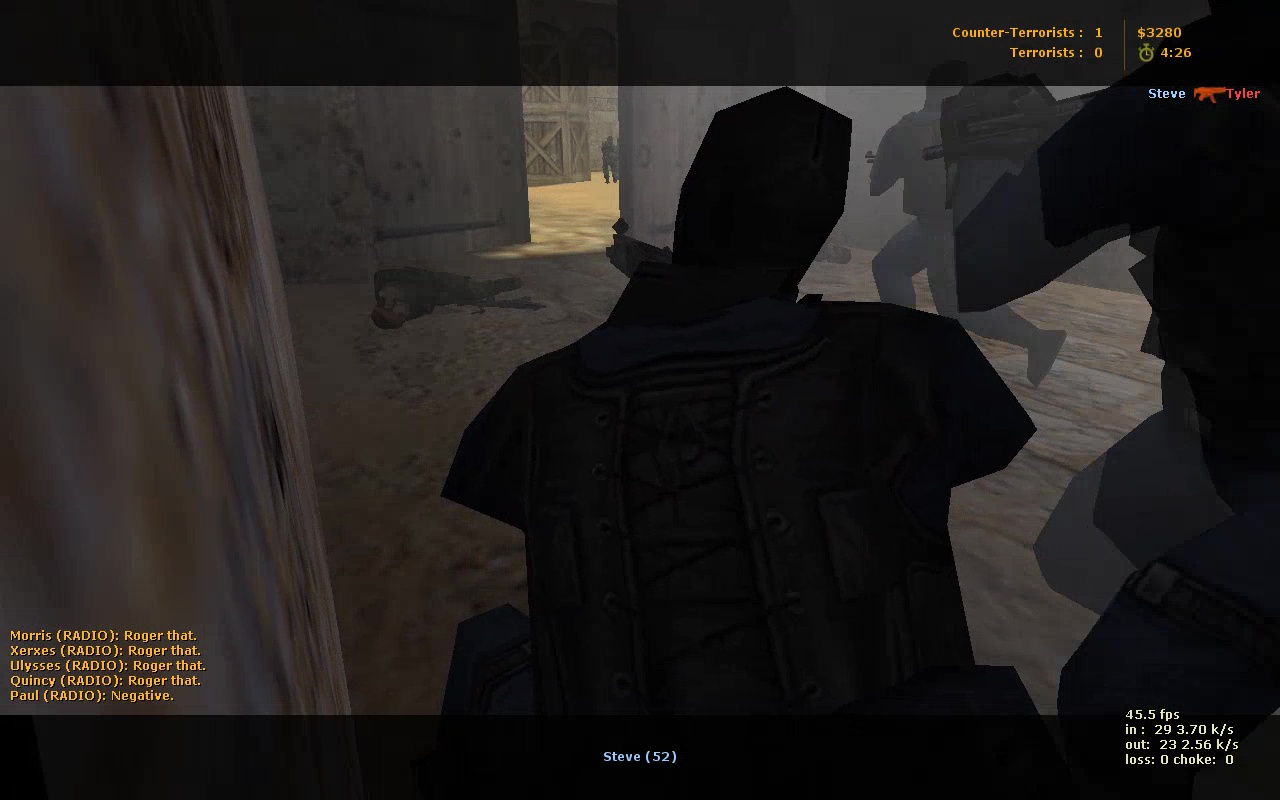 Counter-Terrorists : 1 $3280
Terrorists : 0 4:26
Steve Tyler
Morris (RADIO): Roger that.
Xerxes (RADIO): Roger that.
Ulysses (RADIO): Roger that.
Quincy (RADIO): Roger that.
Paul (RADIO): Negative.
45.5 fps
in : 29 3.70 k/s
out: 23 2.56 k/s
loss: 0 choke: 0
Steve (52)